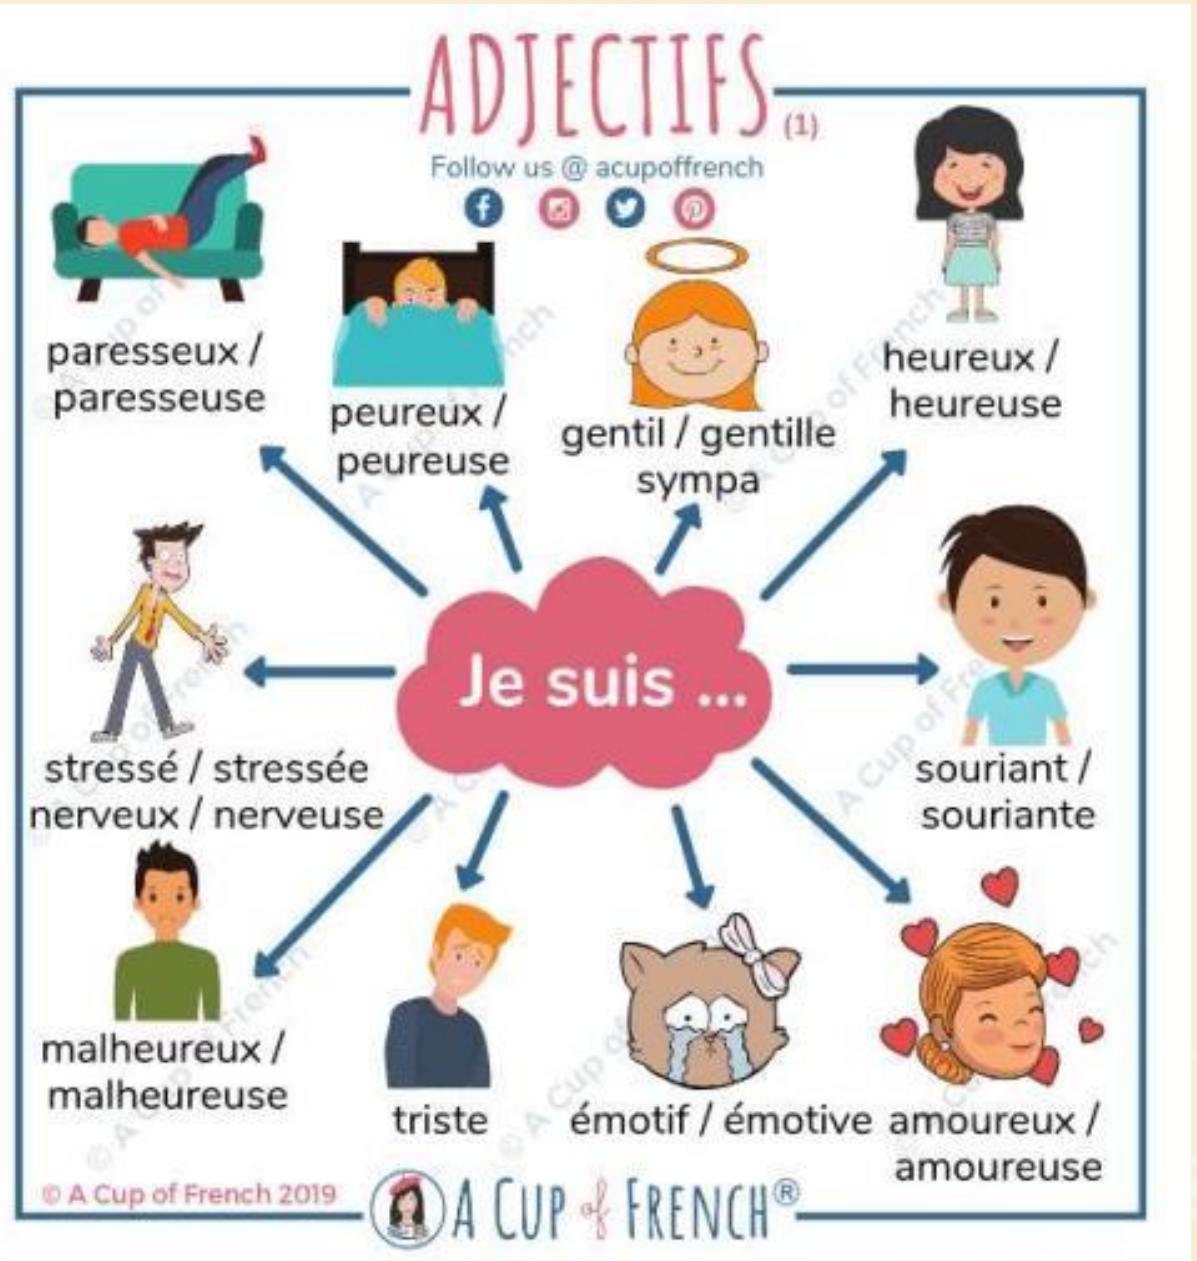 ADJECTIFS (1)
Follow us @ acupoffrench
paresseux /
paresseuse
peureux /
peureuse
gentil / gentille
sympa
heureux /
heureuse
Je suis ...
stressé / stressée
nerveux / nerveuse
souriant /
souriante
malheureux /
malheureuse
triste
émotif / émotive
amoureux /
amoureuse
© A Cup of French 2019
A CUP of FRENCH®